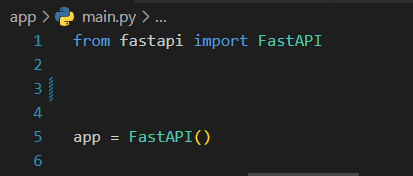 app > main.py > ...
1 from fastapi import FastAPI
2
3
4
5 app = FastAPI()
6